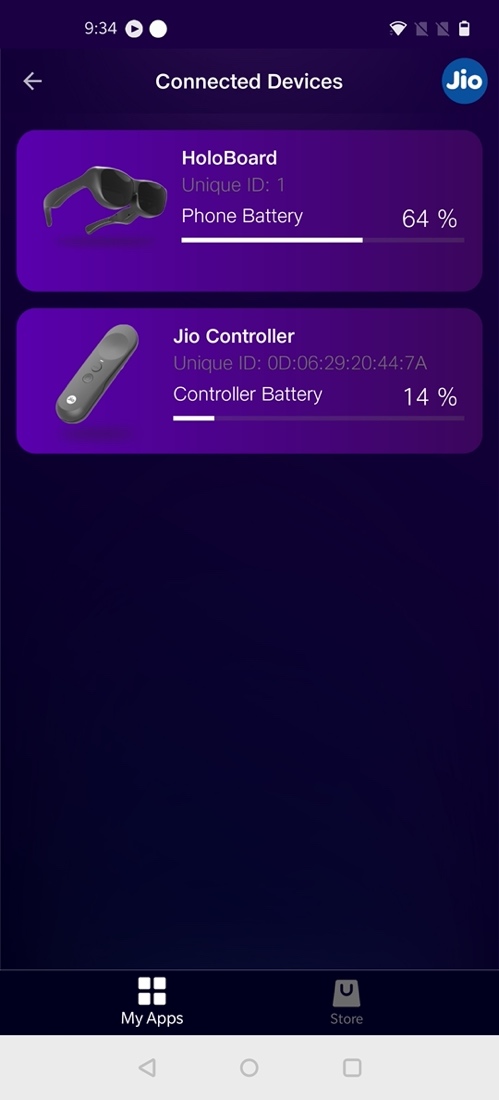 9:34
Connected Devices
Jio
HoloBoard
Unique ID: 1
Phone Battery
64 %
Jio Controller
Unique ID: 0D:06:29:20:44:7A
Controller Battery
14 %
My Apps
Store